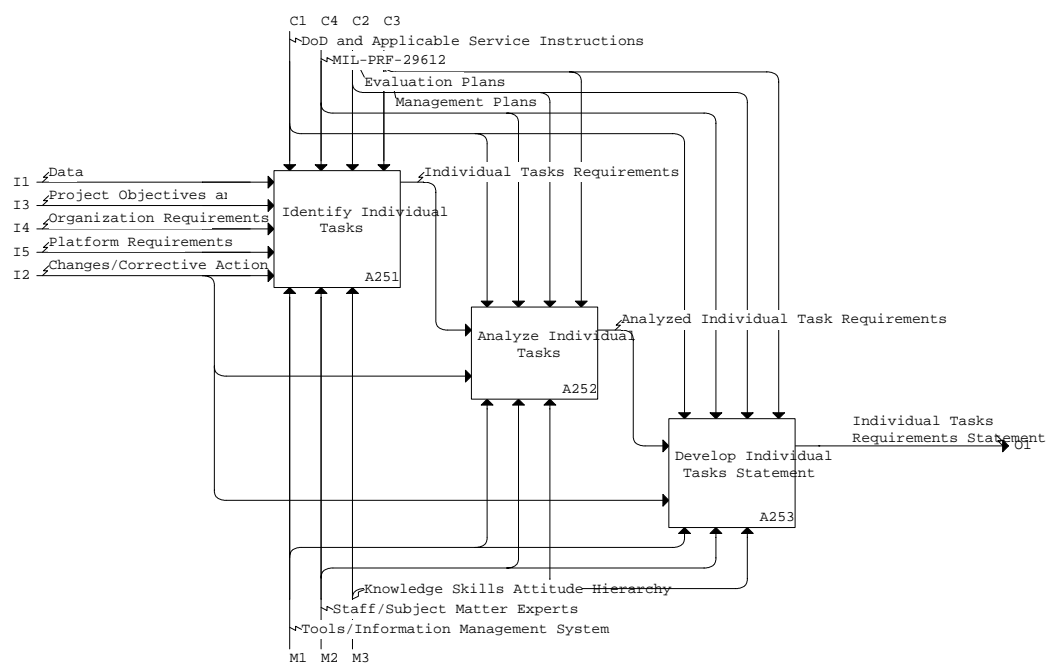 C1 C4 C2 C3
DoD and Applicable Service Instructions
MIL-PRF-29612
Evaluation Plans
Management Plans
I1 Data
I3 Project Objectives
I4 Organization Requirements
I5 Platform Requirements
I2 Changes/Corrective Action
Identify Individual
Tasks
A251
Individual Tasks Requirements
Analyze Individual
Tasks
A252
Analyzed Individual Task Requirements
Develop Individual
Tasks Statement
A253
Individual Tasks
Requirements Statement
O1
Knowledge Skills Attitude Hierarchy
Staff/Subject Matter Experts
Tools/Information Management System
M1 M2 M3